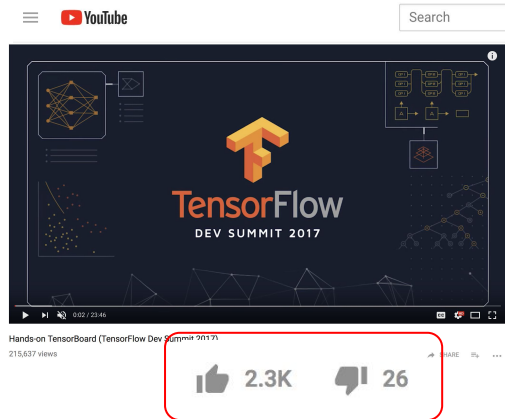 YouTube
Search
TensorFlow
DEV SUMMIT 2017
0:02 / 23:46
Hands-on TensorBoard (TensorFlow Dev Summit 2017)
215,637 views
SHARE
2.3K
26